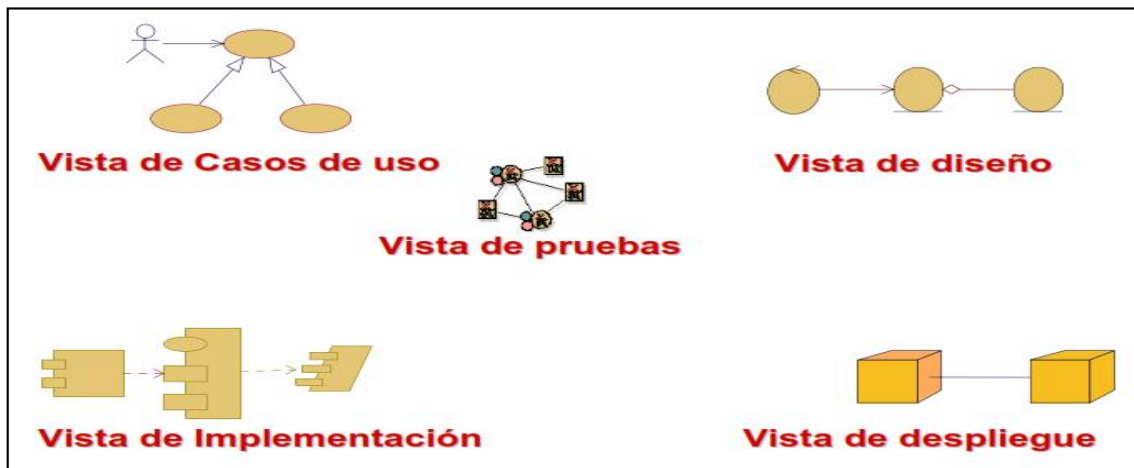 Vista de Casos de uso
Vista de diseño
Vista de pruebas
Vista de Implementación
Vista de despliegue